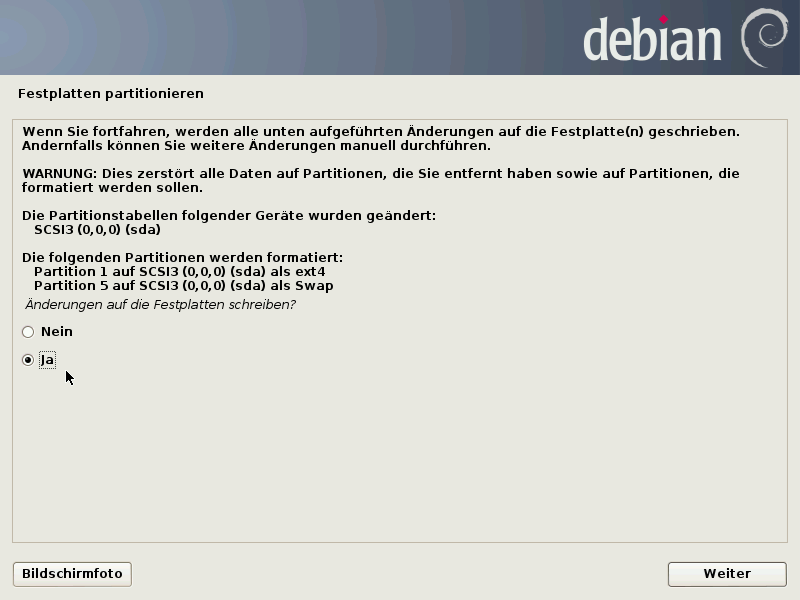 debian
Festplatten partitionieren
Wenn Sie fortfahren, werden alle unten aufgeführten Änderungen auf die Festplatte(n) geschrieben.
Andernfalls können Sie weitere Änderungen manuell durchführen.
WARNUNG: Dies zerstört alle Daten auf Partitionen, die Sie entfernt haben sowie auf Partitionen, die
formatiert werden sollen.
Die Partitionstabellen folgender Geräte wurden geändert:
SCSI3 (0,0,0) (sda)
Die folgenden Partitionen werden formatiert:
Partition 1 auf SCSI3 (0,0,0) (sda) als ext4
Partition 5 auf SCSI3 (0,0,0) (sda) als Swap
Änderungen auf die Festplatten schreiben?
Nein
Ja
Bildschirmfoto
Weiter